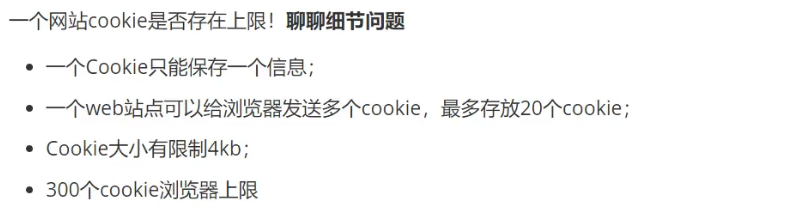 一个网站cookie是否存在上限！聊聊细节问题
一个Cookie只能保存一个信息；
一个web站点可以给浏览器发送多个cookie，最多存放20个cookie；
Cookie大小有限制4kb；
300个cookie浏览器上限